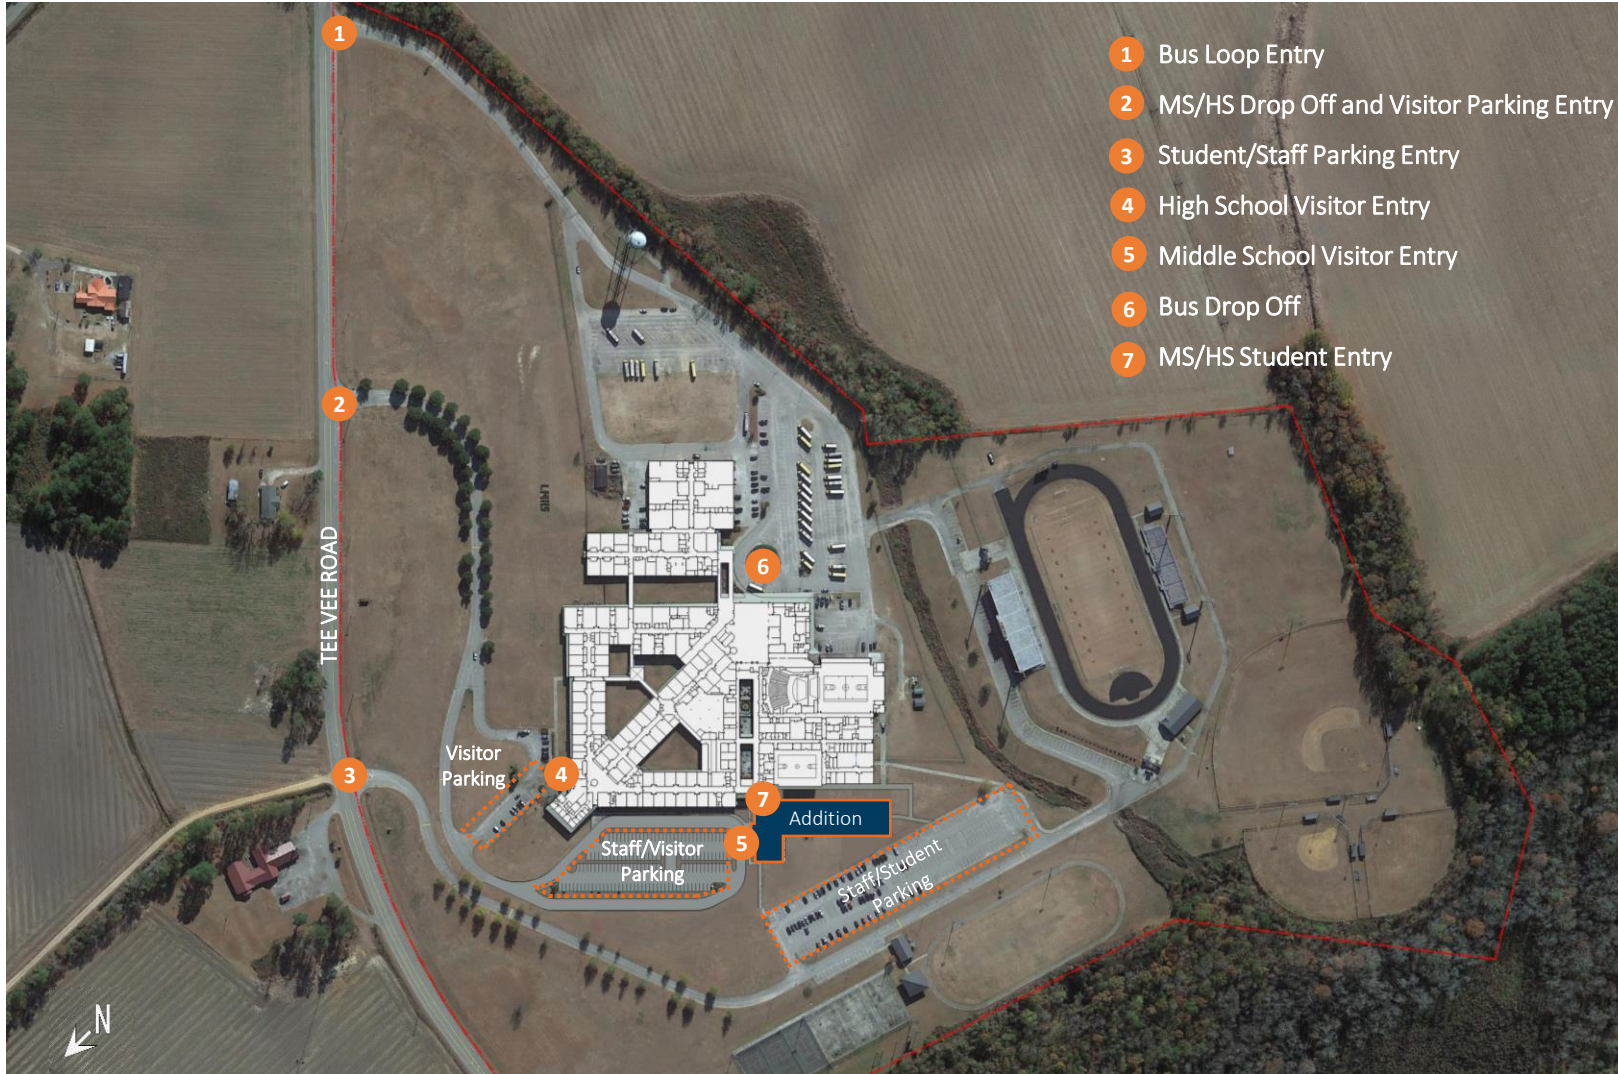 1 Bus Loop Entry
2 MS/HS Drop Off and Visitor Parking Entry
3 Student/Staff Parking Entry
4 High School Visitor Entry
5 Middle School Visitor Entry
6 Bus Drop Off
7 MS/HS Student Entry
1
2
TEE VEE ROAD
6
3
Visitor
Parking
4
7
Addition
5
Staff/Visitor
Parking
Staff/Student
Parking
N